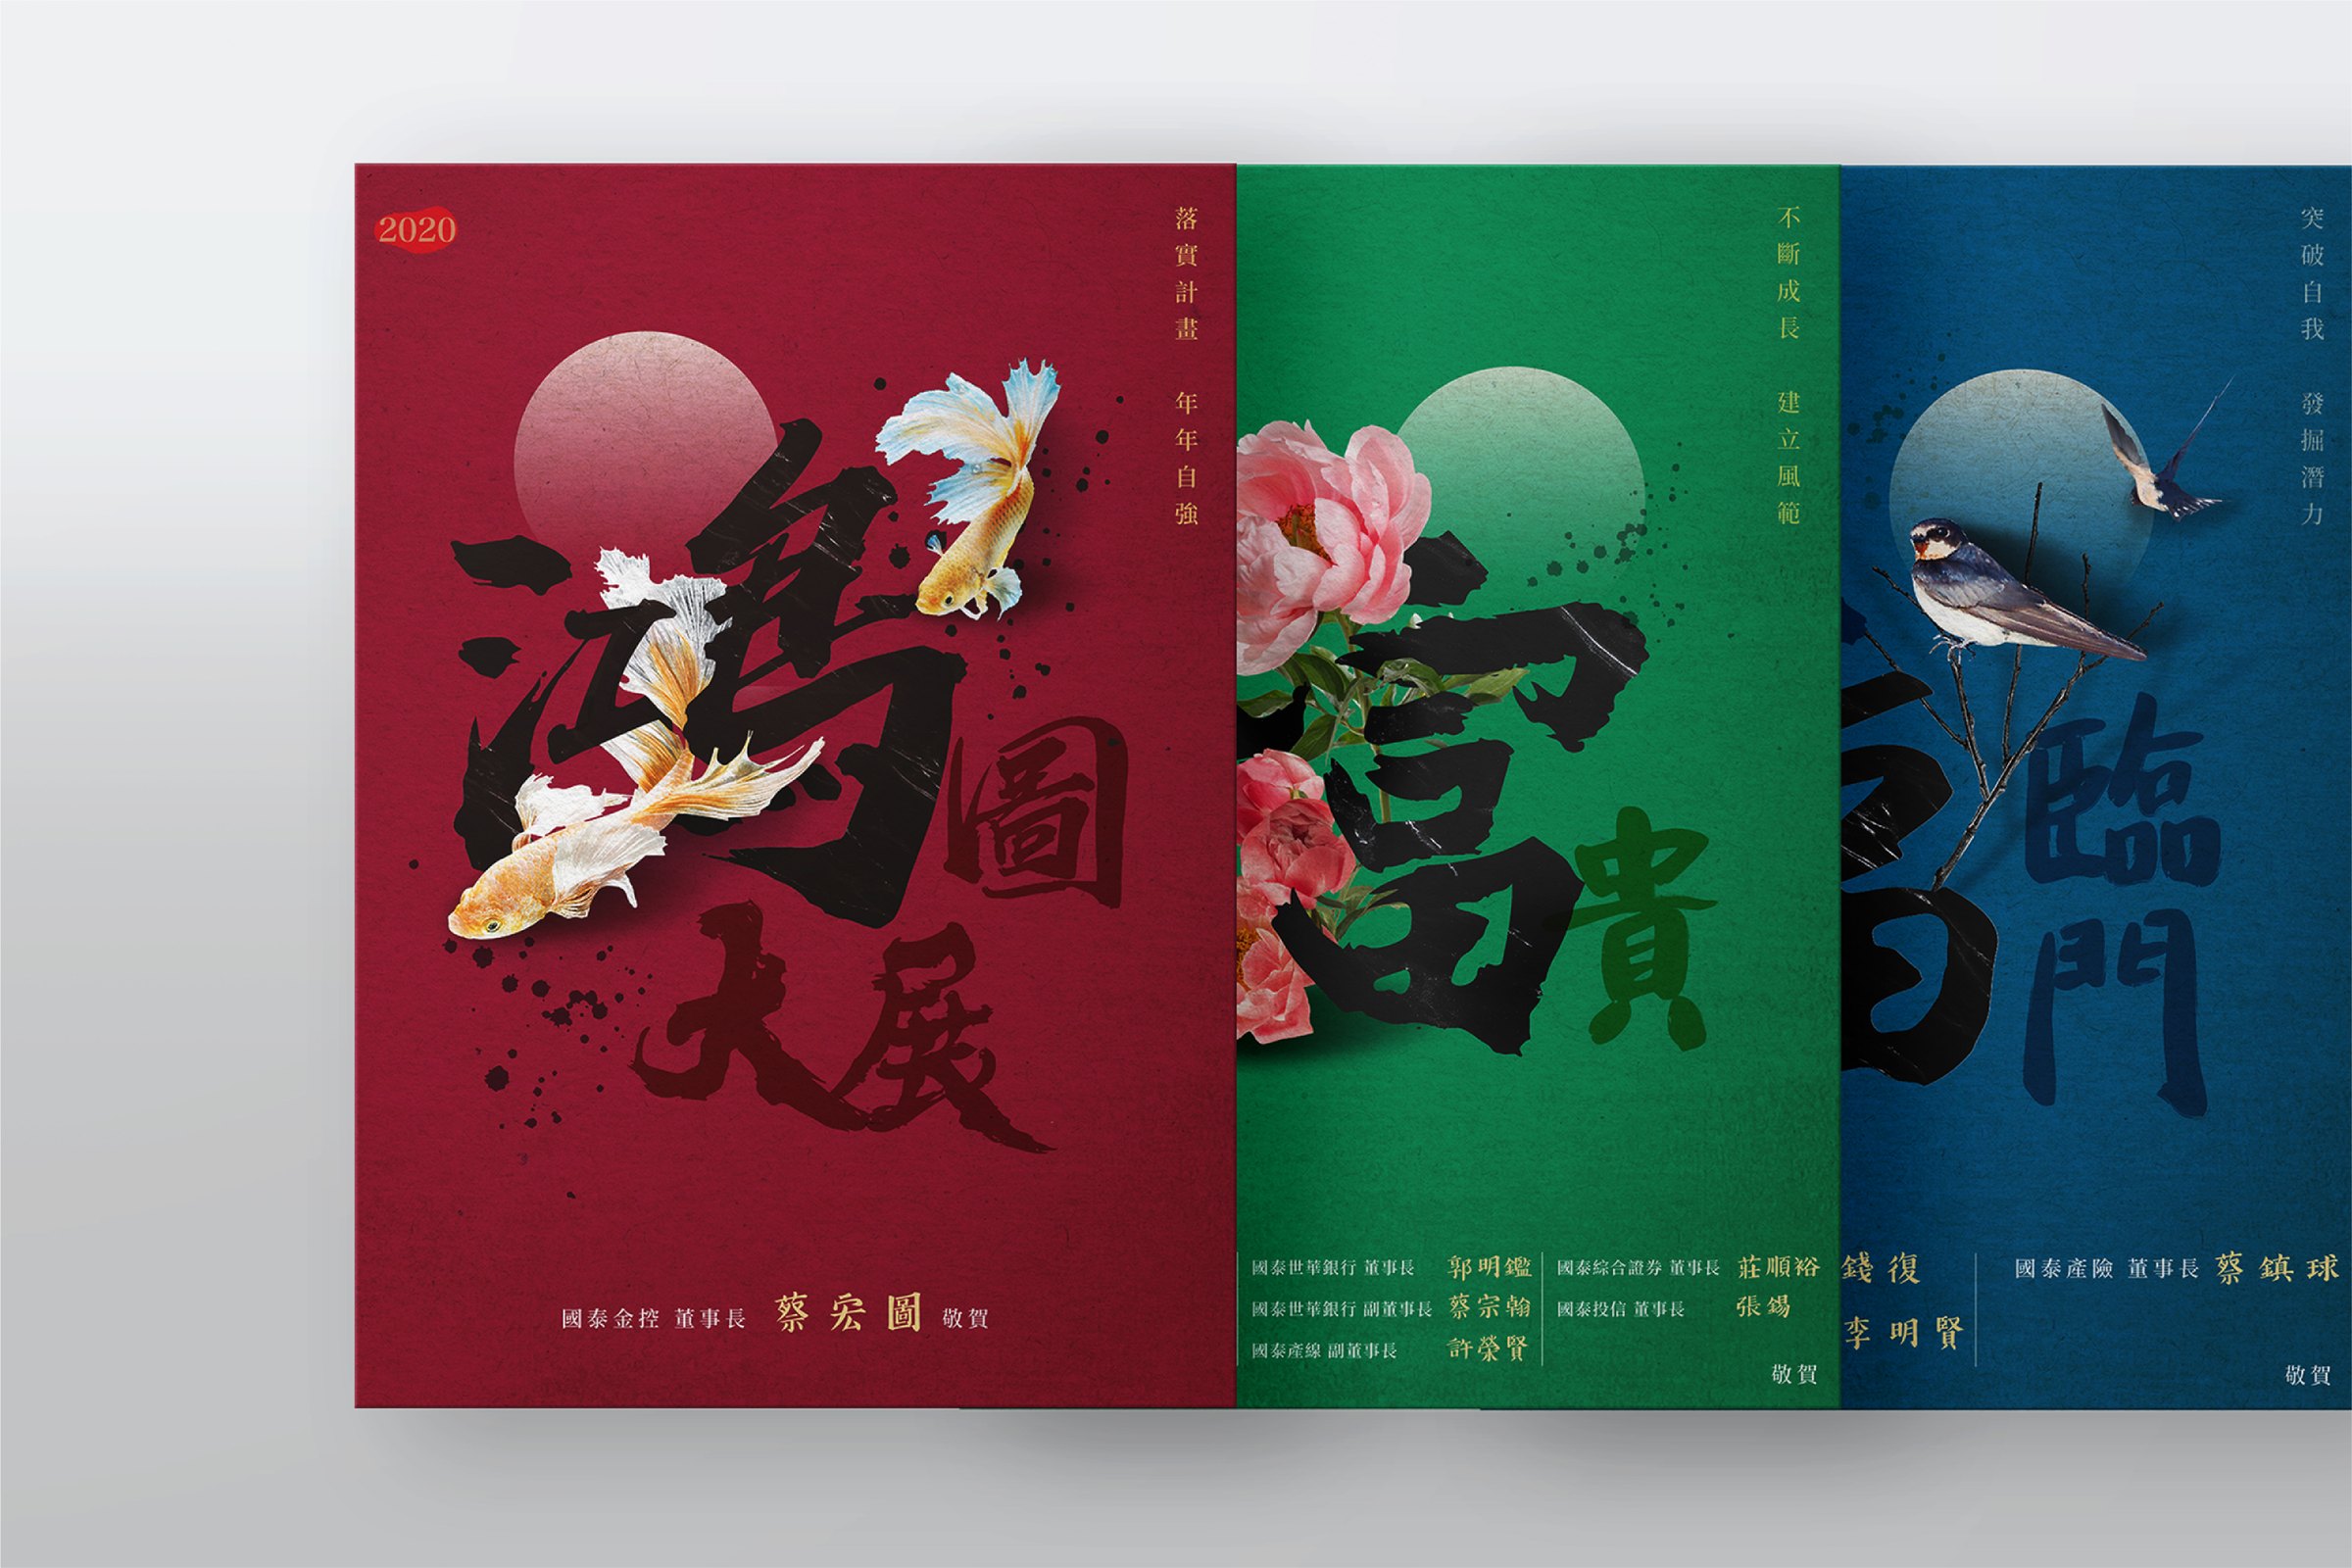 2020
落實計畫 年年自強
鴻圖
大展
國泰金控 董事長 蔡宏圖 敬賀
不斷成長 建立風範
富貴
國泰世華銀行 董事長 郭明鑑
國泰世華銀行 副董事長 蔡宗翰
國泰產線 副董事長 許榮賢
國泰綜合證券 董事長 莊順裕
國泰投信 董事長 張錫
敬賀
突破自我 發掘潛力
臨門
錢復
李明賢
國泰產險 董事長 蔡鎮球
敬賀